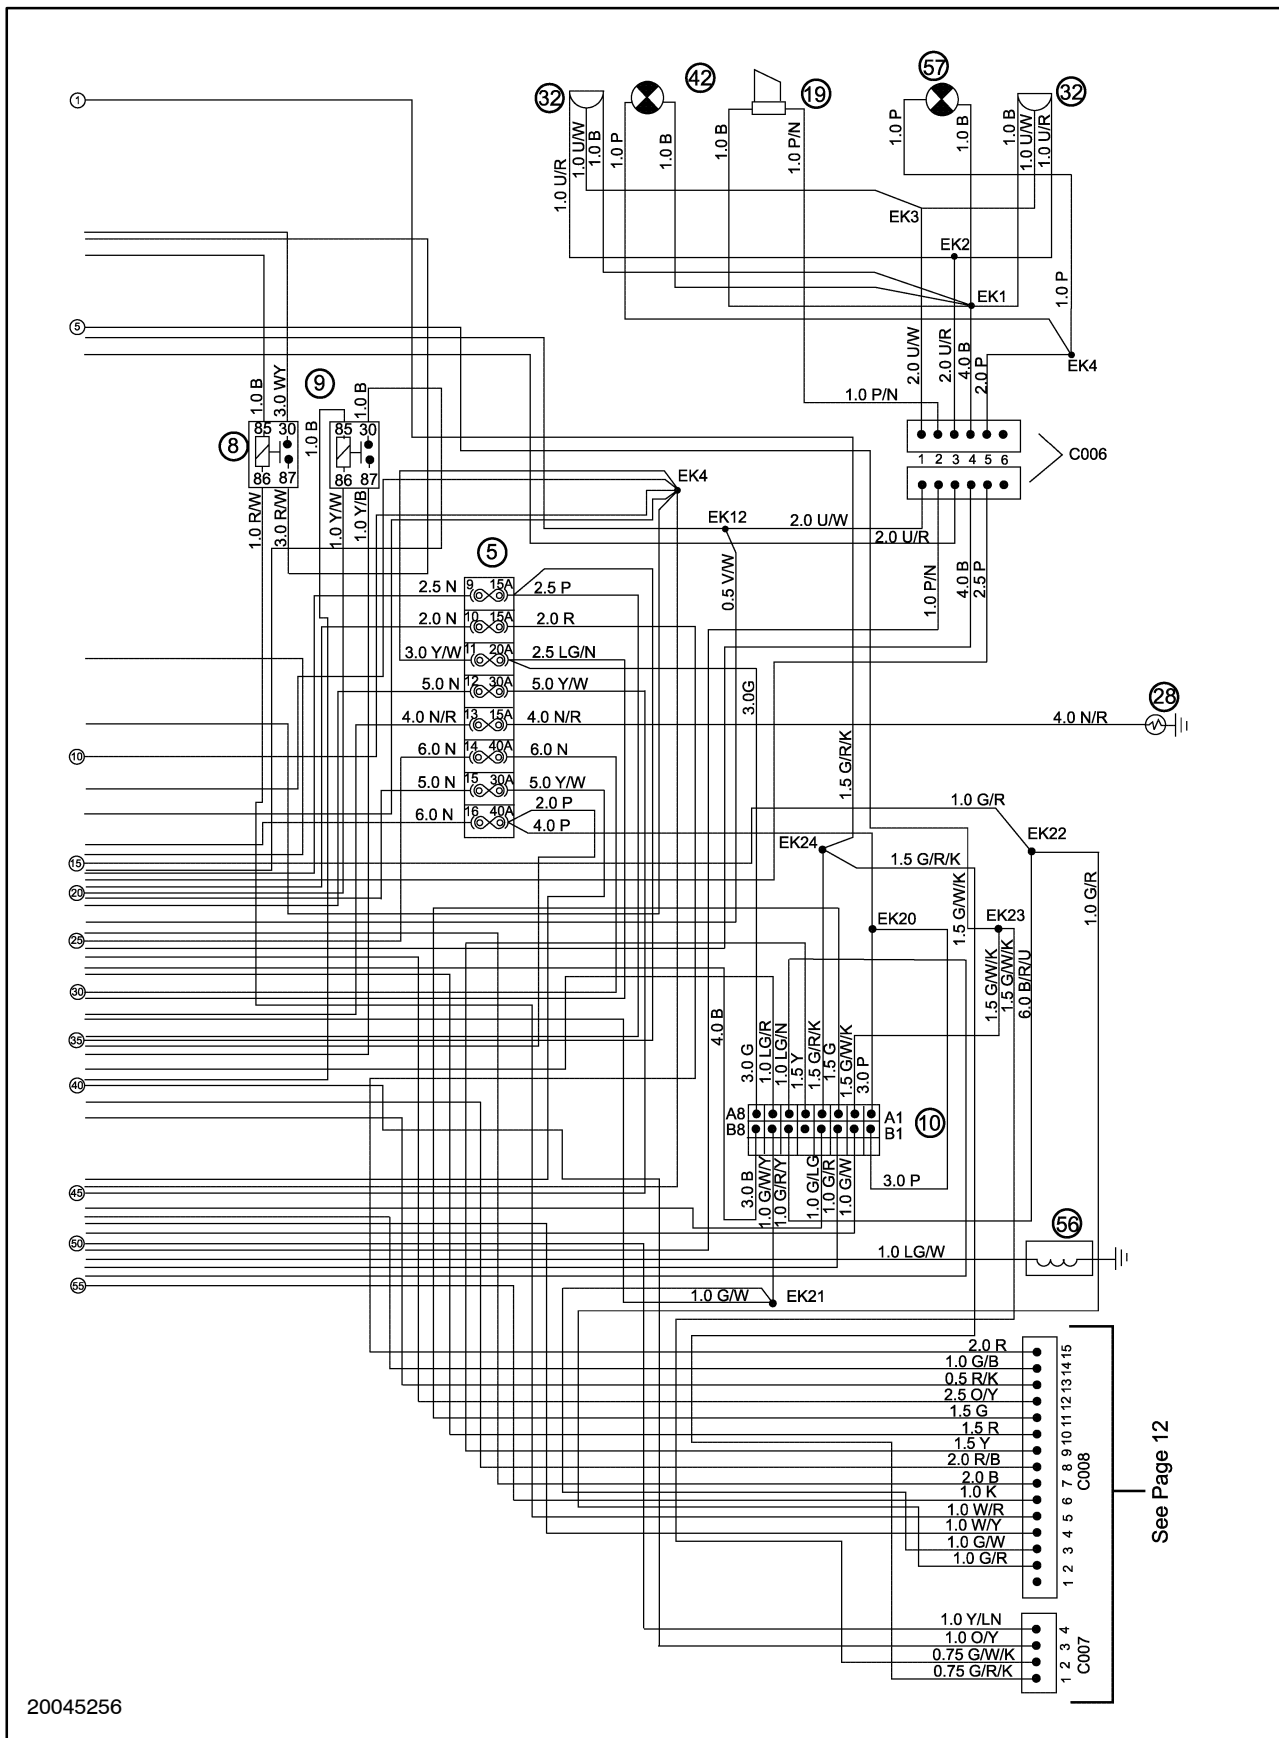 32
42
19
57
32
1
1.0 U/R
1.0 U/W
1.0 B
1.0 P
1.0 B
1.0 B
1.0 P/N
1.0 P
1.0 B
1.0 B
1.0 U/W
1.0 U/R
EK3
EK2
EK1
1.0 P
EK4
5
2.0 U/W
2.0 U/R
4.0 B
2.0 P
1.0 P/N
1 2 3 4 5 6
C006
8
1.0 B
3.0 WY
85 30
86 87
1.0 R/W
3.0 R/W
9
1.0 B
1.0 B
85 30
86 87
1.0 Y/W
1.0 Y/B
EK4
EK12
2.0 U/W
2.0 U/R
0.5 V/W
1.0 P/N
4.0 B
2.5 P
5
2.5 N 9 15A 2.5 P
2.0 N 10 15A 2.0 R
3.0 Y/W 11 20A 2.5 LG/N
5.0 N 12 30A 5.0 Y/W
4.0 N/R 13 15A 4.0 N/R
6.0 N 14 40A 6.0 N
5.0 N 15 30A 5.0 Y/W
6.0 N 16 40A 2.0 P
4.0 P
3.0G
28
4.0 N/R
10
1.5 G/R/K
1.0 G/R
EK22
EK24
1.5 G/R/K
15
20
25
30
35
40
45
50
55
1.5 G/W/K
EK20
EK23
1.0 G/R
1.5 G/W/K
1.5 G/W/K
6.0 B/R/U
4.0 B
3.0 G
1.0 LG/R
1.0 LG/N
1.5 Y
1.5 G/R/K
1.5 G
1.5 G/W/K
3.0 P
A8 A1
B8 B1
10
3.0 B
1.0 G/W/Y
1.0 G/R/Y
1.0 G/LG
1.0 G/R
1.0 G/W
3.0 P
56
1.0 LG/W
1.0 G/W
EK21
2.0 R 15
1.0 G/B 14
0.5 R/K 13
2.5 O/Y 12
1.5 G 11
1.5 R 10
1.5 Y 9
2.0 R/B 8
2.0 B 7
1.0 K 6
1.0 W/R 5
1.0 W/Y 4
1.0 G/W 3
1.0 G/R 2
1
C008
See Page 12
1.0 Y/LN 4
1.0 O/Y 3
0.75 G/W/K 2
0.75 G/R/K 1
C007
20045256